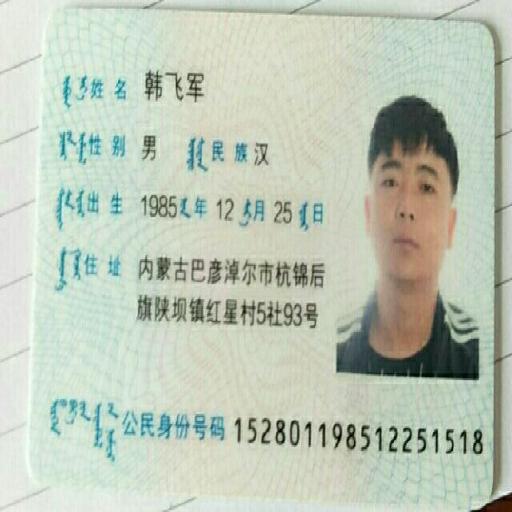 姓名 韩飞军
性别 男 民族 汉
出生 1985 年 12 月 25 日
住址 内蒙古巴彦淖尔市杭锦后
旗陕坝镇红星村5社93号
公民身份号码 152801198512251518